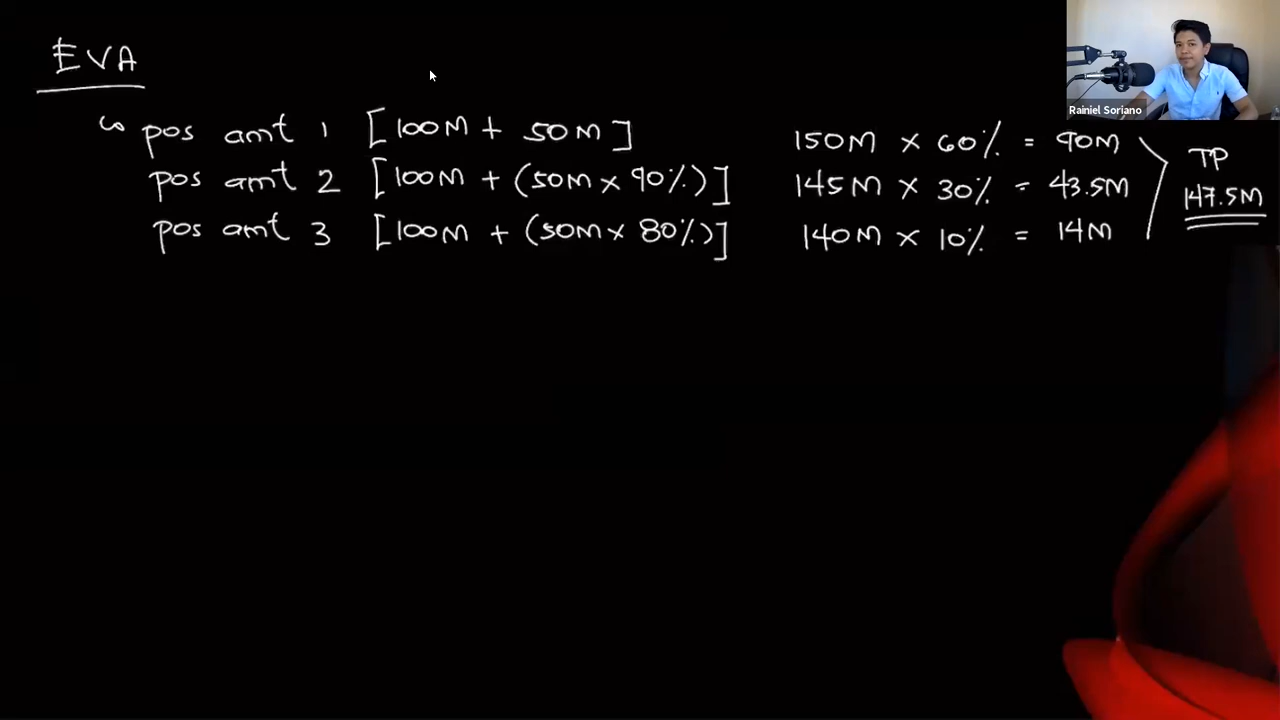 EVA
Rainiel Soriano
↪ pos amt 1 [100M + 50M] 150M × 60% = 90M
pos amt 2 [100M + (50M × 90%)] 145M × 30% = 43.5M
pos amt 3 [100M + (50M × 80%)] 140M × 10% = 14M
TP
147.5M